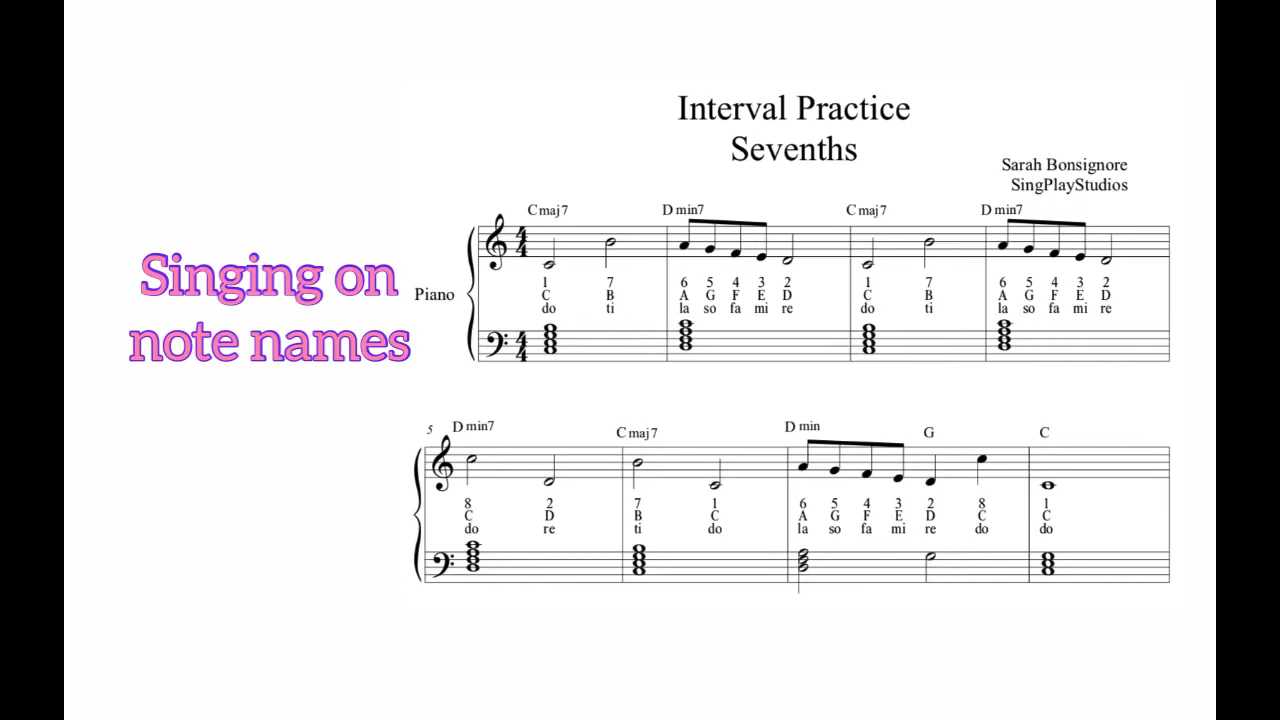 Interval Practice
Sevenths
Sarah Bonsignore
SingPlayStudios
Singing on
note names
C maj7 D min7 C maj7 D min7
Piano
1 7 6 5 4 3 2 1 7 6 5 4 3 2
C B A G F E D C B A G F E D
do ti la so fa mi re do ti la so fa mi re
5 D min7 C maj7 D min G C
8 2 7 1 6 5 4 3 2 8 1
C D B C A G F E D C C
do re ti do la so fa mi re do do